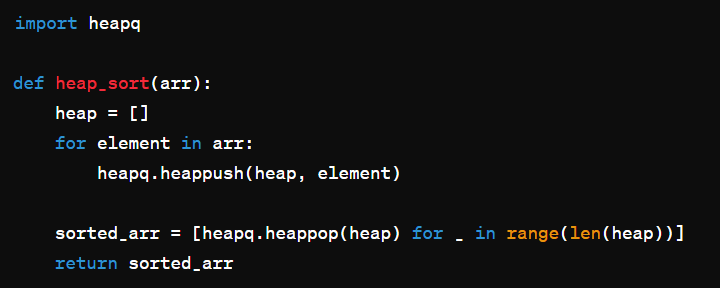 import heapq

def heap_sort(arr):
    heap = []
    for element in arr:
        heapq.heappush(heap, element)

    sorted_arr = [heapq.heappop(heap) for _ in range(len(heap))]
    return sorted_arr